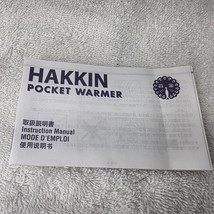 HAKKIN
POCKET WARMER
取扱説明書
Instruction Manual
MODE D'EMPLOI
使用说明书